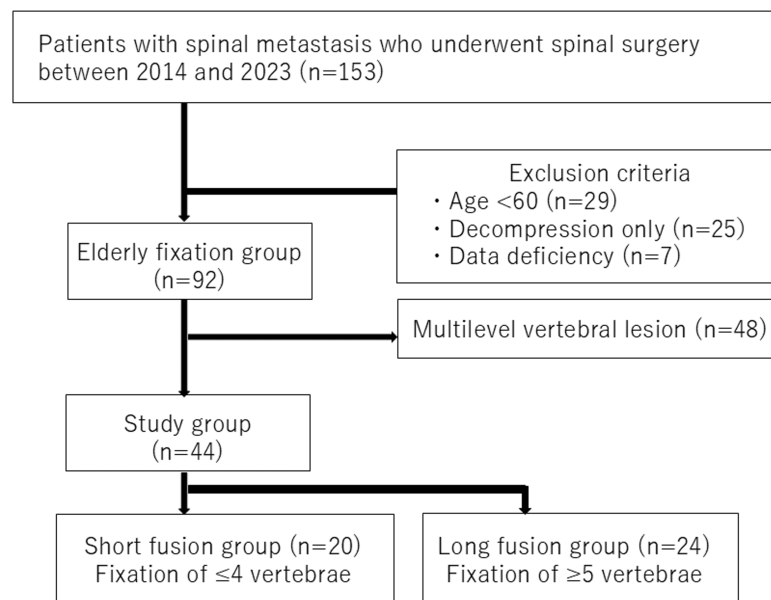 Patients with spinal metastasis who underwent spinal surgery
between 2014 and 2023 (n=153)
Exclusion criteria
・Age <60 (n=29)
・Decompression only (n=25)
・Data deficiency (n=7)
Elderly fixation group
(n=92)
Multilevel vertebral lesion (n=48)
Study group
(n=44)
Short fusion group (n=20)
Fixation of ≤4 vertebrae
Long fusion group (n=24)
Fixation of ≥5 vertebrae